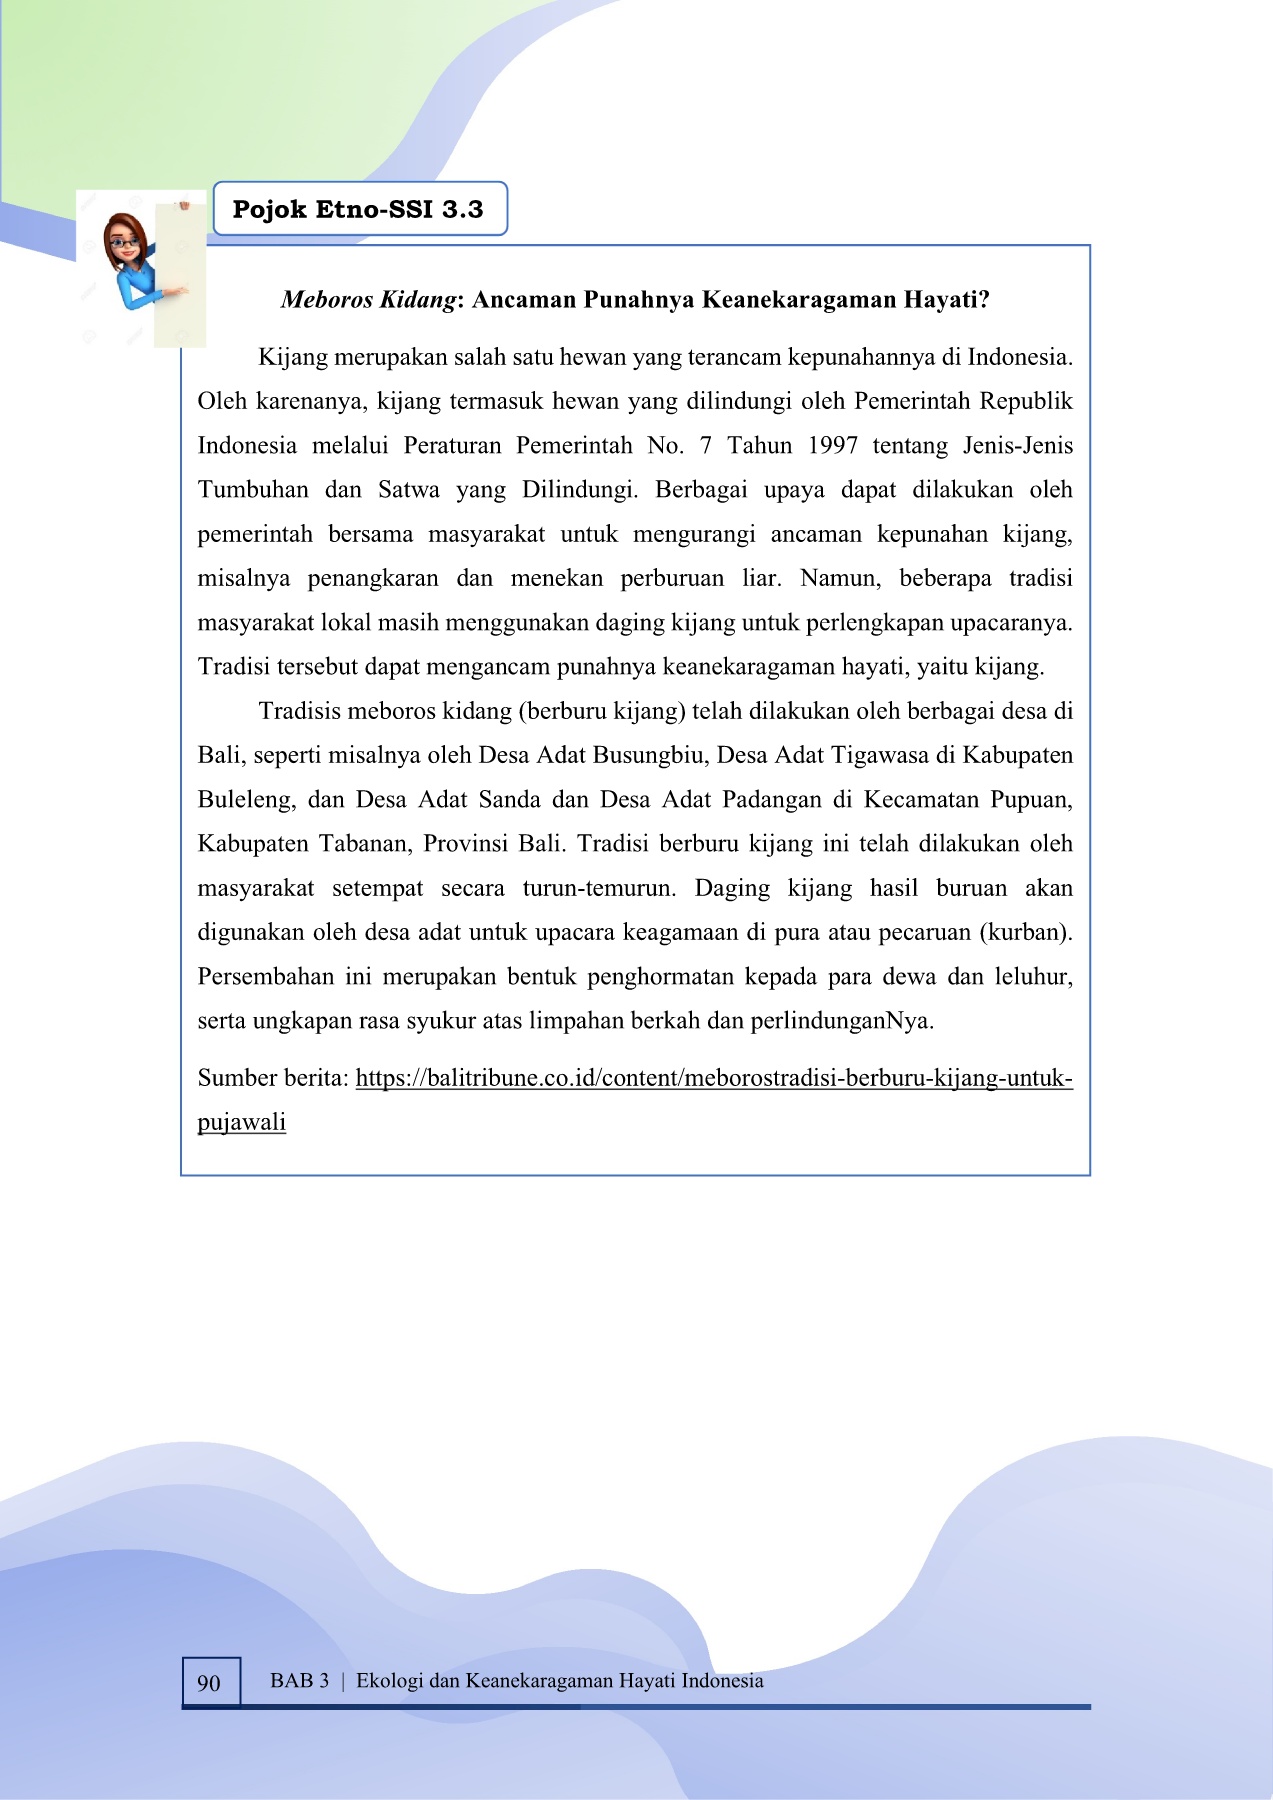 Pojok Etno-SSI 3.3
Meboros Kidang: Ancaman Punahnya Keanekaragaman Hayati?
Kijang merupakan salah satu hewan yang terancam kepunahannya di Indonesia.
Oleh karenanya, kijang termasuk hewan yang dilindungi oleh Pemerintah Republik
Indonesia melalui Peraturan Pemerintah No. 7 Tahun 1997 tentang Jenis-Jenis
Tumbuhan dan Satwa yang Dilindungi. Berbagai upaya dapat dilakukan oleh
pemerintah bersama masyarakat untuk mengurangi ancaman kepunahan kijang,
misalnya penangkaran dan menekan perburuan liar. Namun, beberapa tradisi
masyarakat lokal masih menggunakan daging kijang untuk perlengkapan upacaranya.
Tradisi tersebut dapat mengancam punahnya keanekaragaman hayati, yaitu kijang.
Tradisis meboros kidang (berburu kijang) telah dilakukan oleh berbagai desa di
Bali, seperti misalnya oleh Desa Adat Busungbiu, Desa Adat Tigawasa di Kabupaten
Buleleng, dan Desa Adat Sanda dan Desa Adat Padangan di Kecamatan Pupuan,
Kabupaten Tabanan, Provinsi Bali. Tradisi berburu kijang ini telah dilakukan oleh
masyarakat setempat secara turun-temurun. Daging kijang hasil buruan akan
digunakan oleh desa adat untuk upacara keagamaan di pura atau pecaruan (kurban).
Persembahan ini merupakan bentuk penghormatan kepada para dewa dan leluhur,
serta ungkapan rasa syukur atas limpahan berkah dan perlindunganNya.
Sumber berita: https://balitribune.co.id/content/meborostradisi-berburu-kijang-untuk-
pujawali
90 BAB 3 | Ekologi dan Keanekaragaman Hayati Indonesia